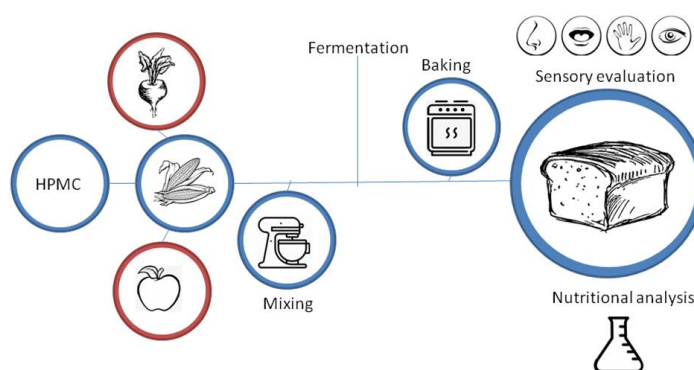 Fermentation
Baking
Sensory evaluation
HPMC
Mixing
Nutritional analysis